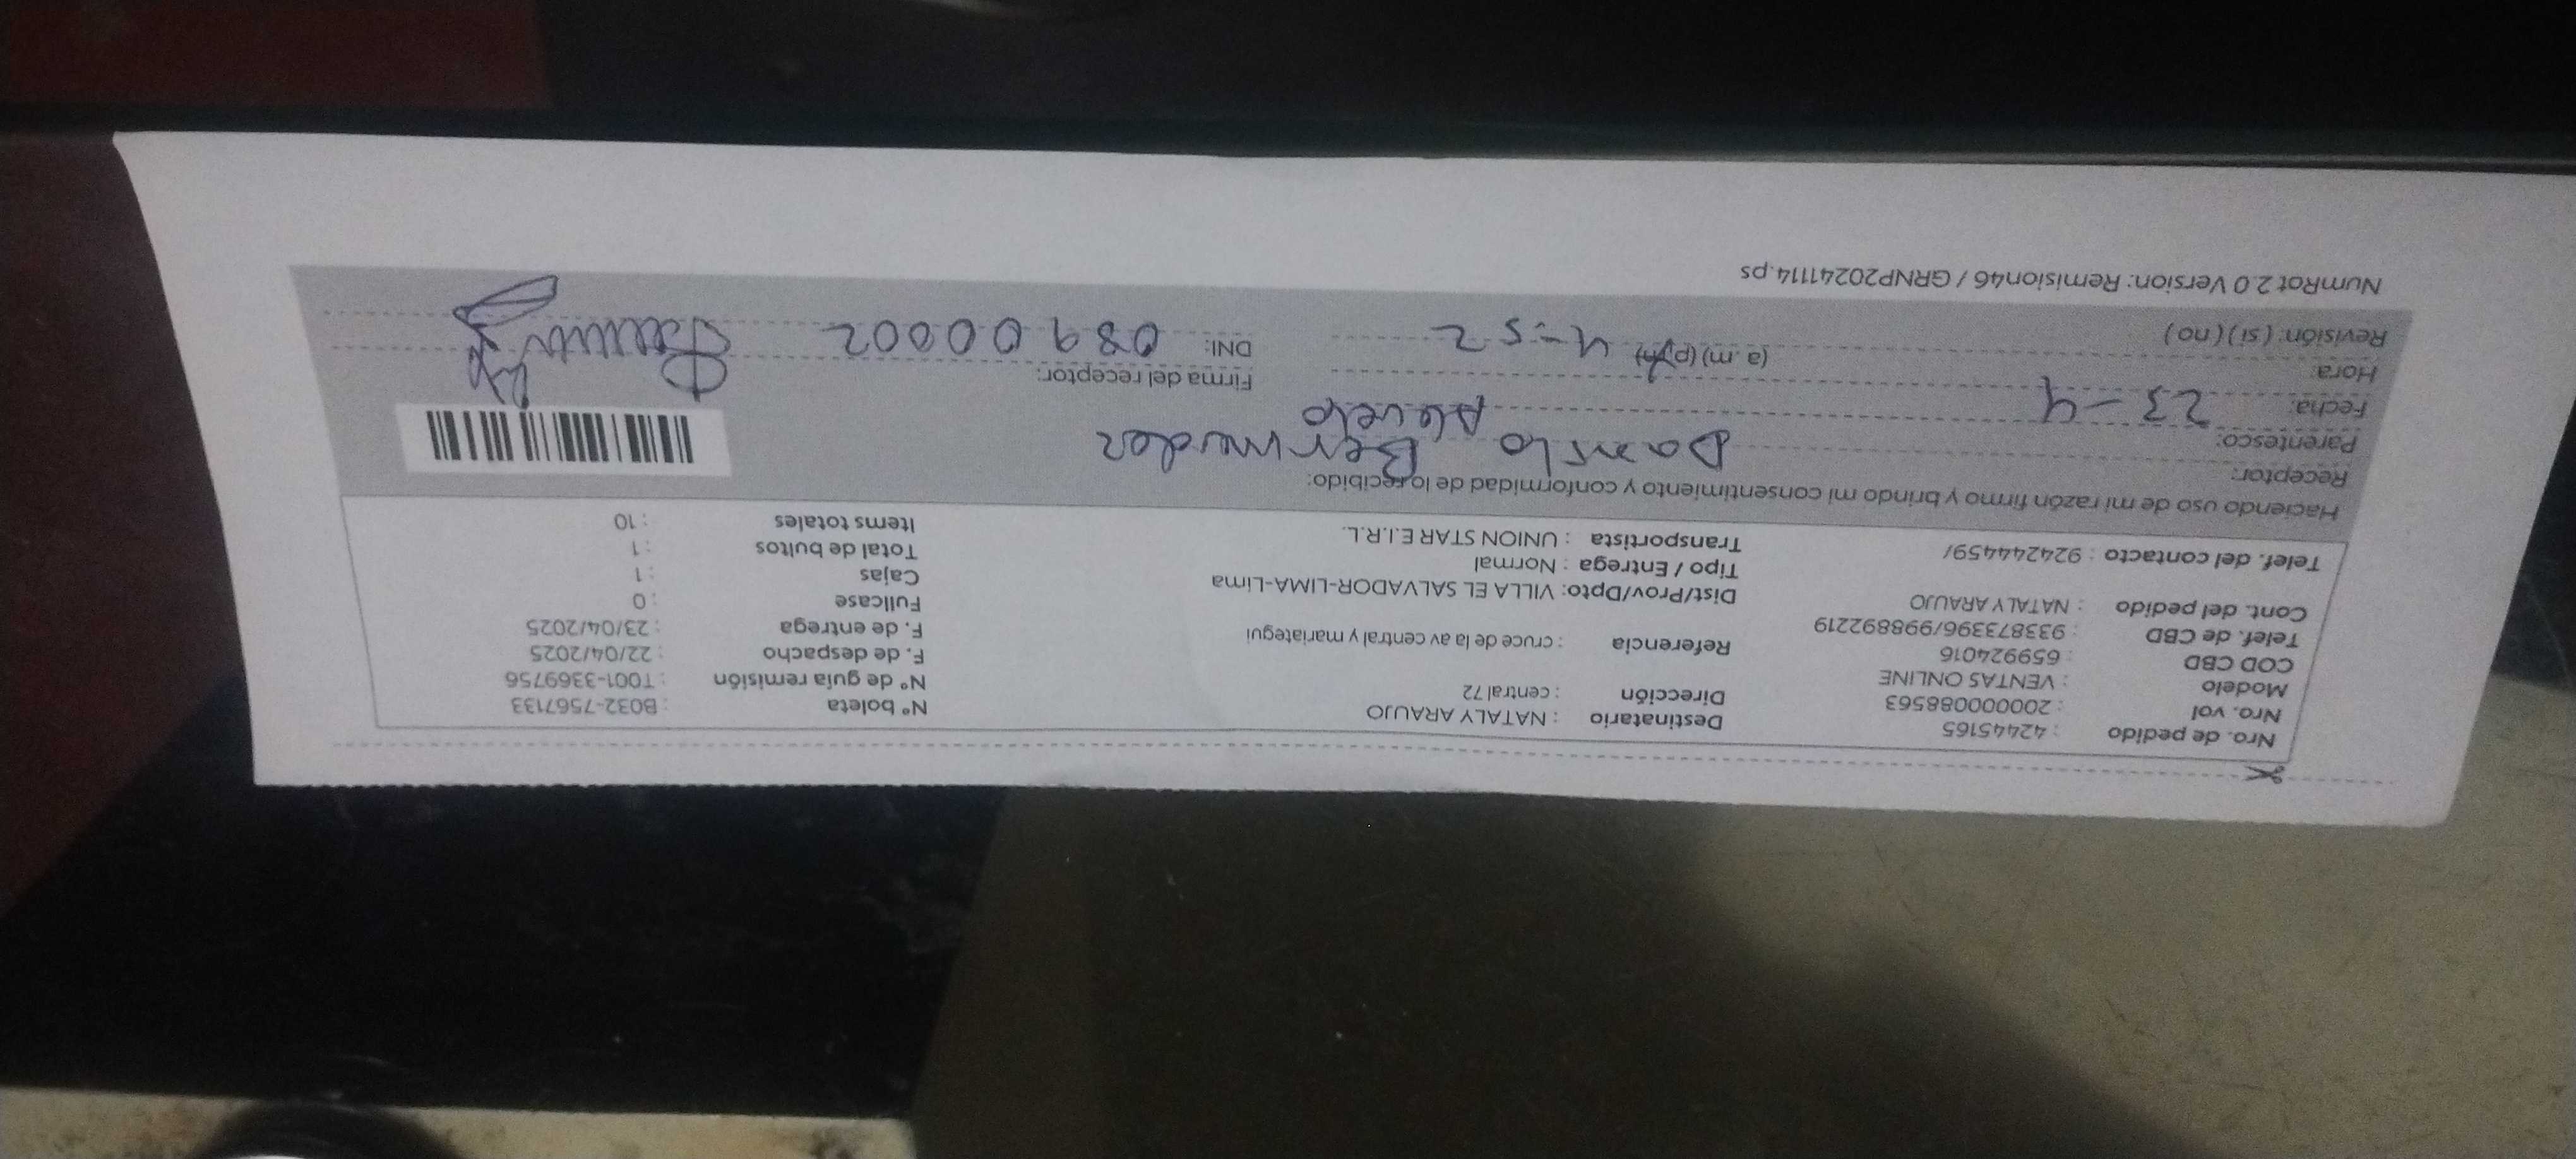 Nro. de pedido : 42445165
Nro. vol : 20000088563
Modelo : VENTAS ONLINE
COD CBD : 659924016
Telef. de CBD : 933873396/998892219
Cont. del pedido : NATALY ARAUJO
Telef. del contacto : 924244459/
Destinatario : NATALY ARAUJO
Dirección : central 72
Referencia : cruce de la av central y mariategui
Dist/Prov/Dpto: VILLA EL SALVADOR-LIMA-Lima
Tipo / Entrega : Normal
Transportista : UNION STAR E.I.R.L.
N° boleta : B032-7567133
N° de guía remisión : T001-3369756
F. de despacho : 22/04/2025
F. de entrega : 23/04/2025
Fullcase : 0
Cajas : 1
Total de bultos : 1
Items totales : 10
Haciendo uso de mi razón firmo y brindo mi consentimiento y conformidad de lo recibido:
Receptor: Danilo Bermudez
Parentesco: Abuelo
Fecha: 23-4
Hora: (a.m) (p.m) 4=52
Revisión: (si) (no)
Firma del receptor:
DNI: 08900002
NumRot 2.0 Version: Remision46 / GRNP20241114.ps